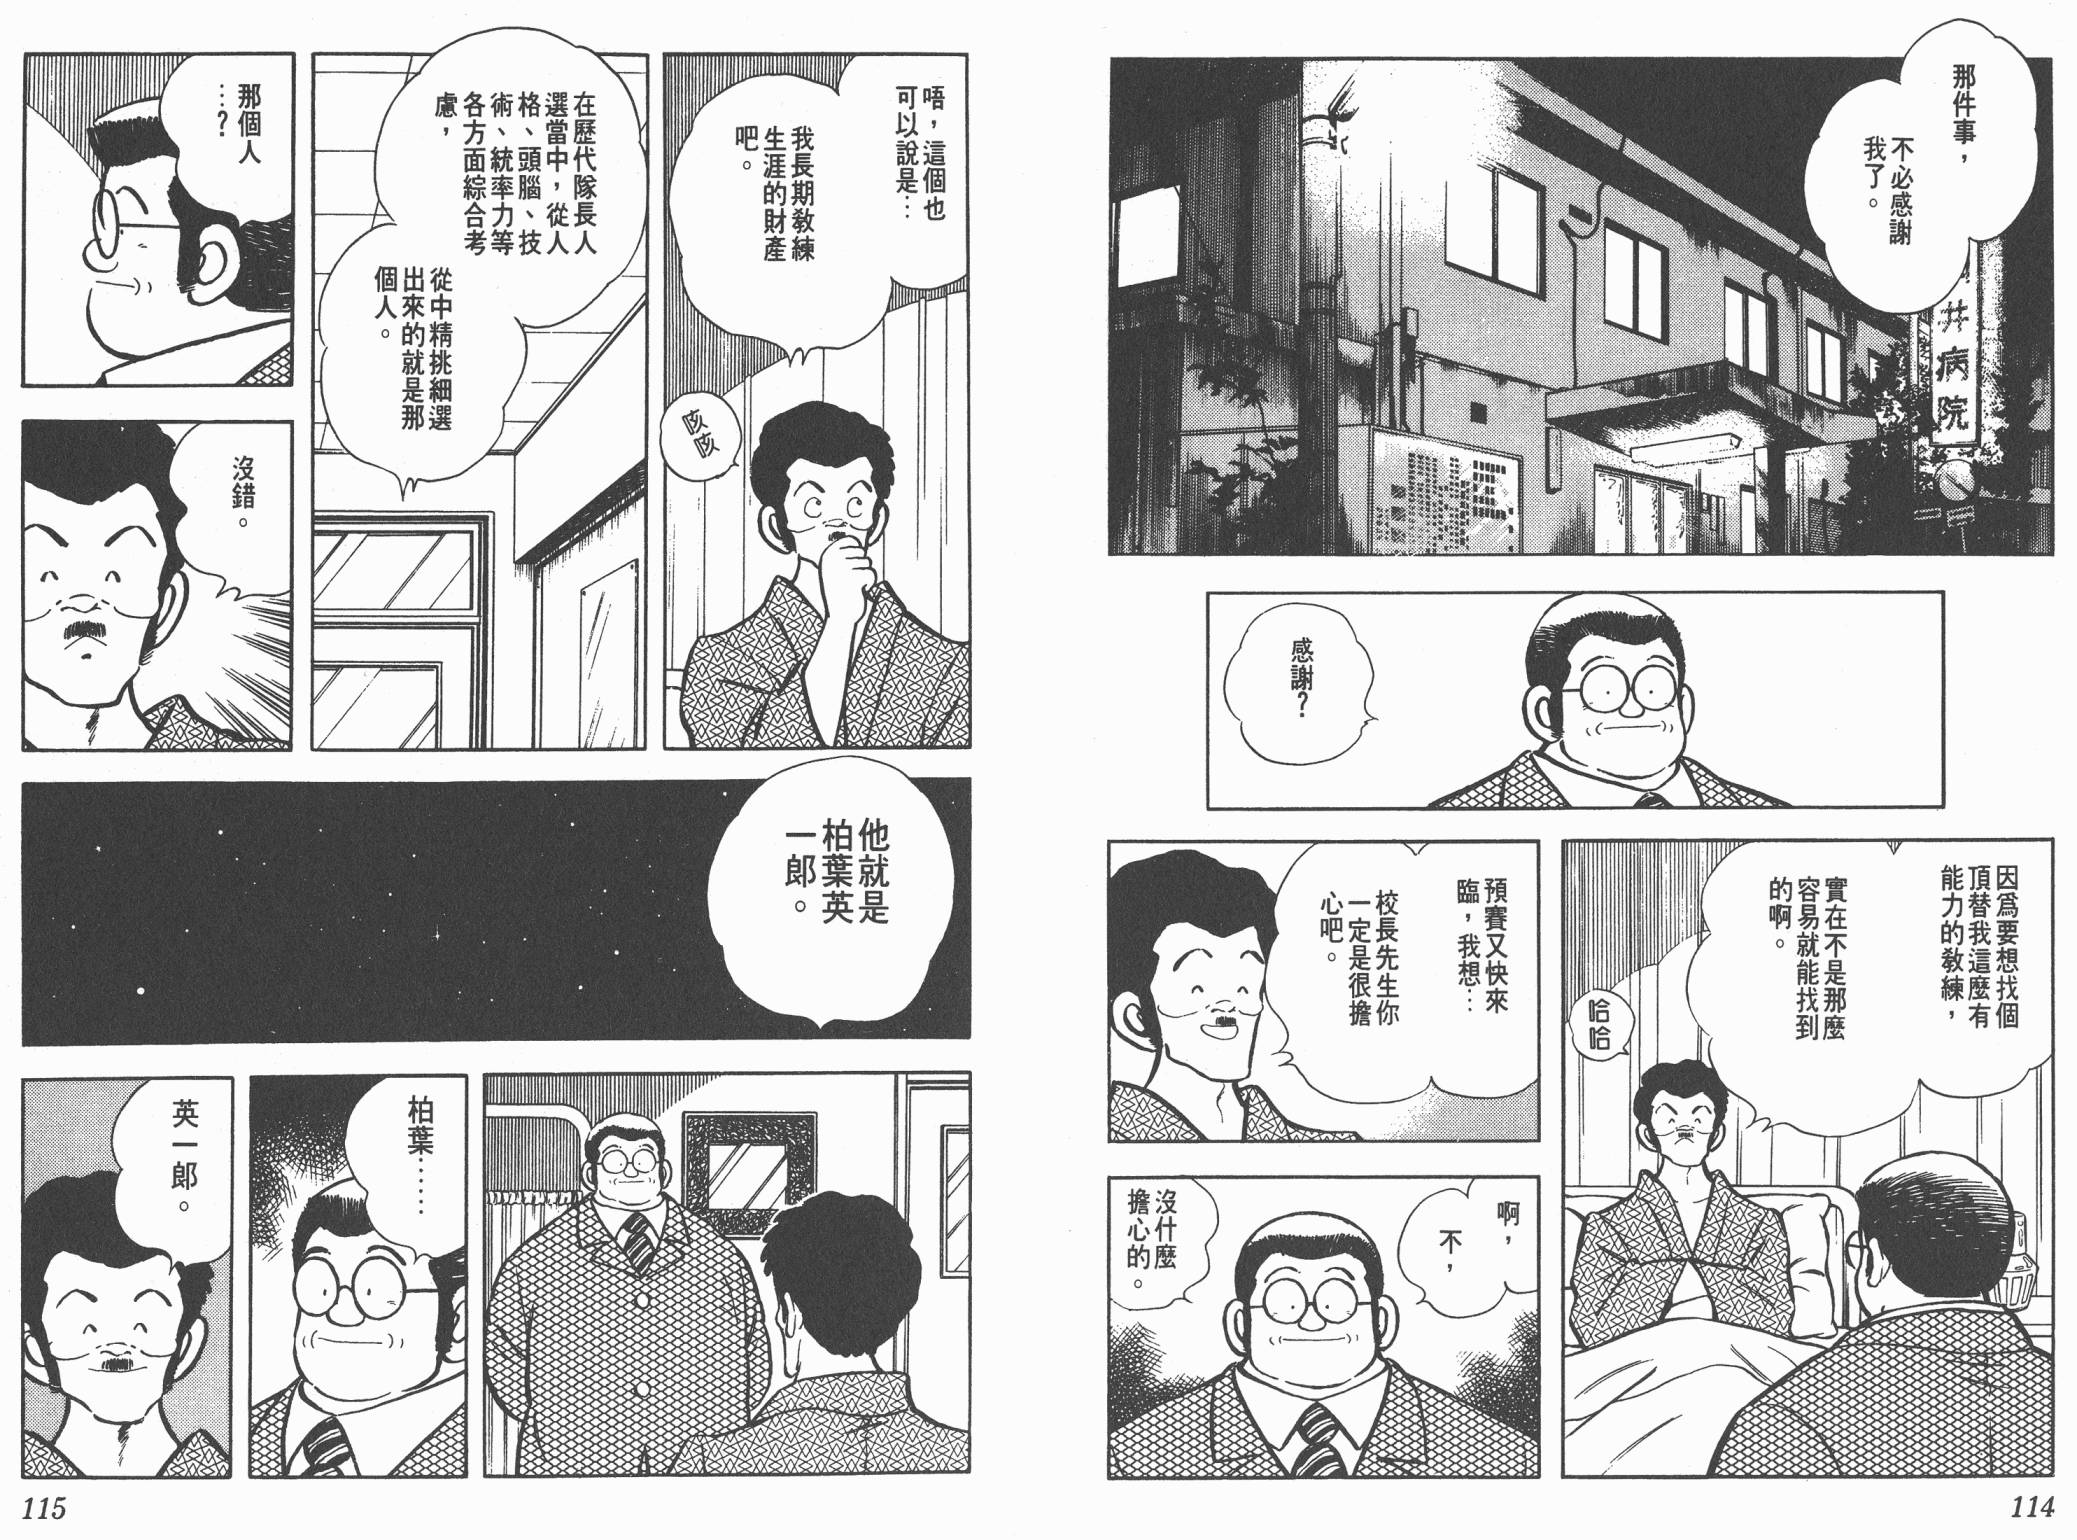 那件事，
不必感謝
我了。
井病院
感謝？
因爲要想找個
頂替我這麼有
能力的教練，
實在不是那麼
容易就能找到
的啊。
哈哈
預賽又快來
臨，我想…
校長先生你
一定是很擔
心吧。
啊，
不，
沒什麼
擔心的。
114
唔，這個也
可以說是…
我長期教練
生涯的財產
吧。
咳咳
在歷代隊長人
選當中，從人
格、頭腦、技
術、統率力等
各方面綜合考
慮，
從中精挑細選
出來的就是那
個人。
那個人
…？
沒錯。
他就是
柏葉英
一郎。
柏葉……
英一郎。
115